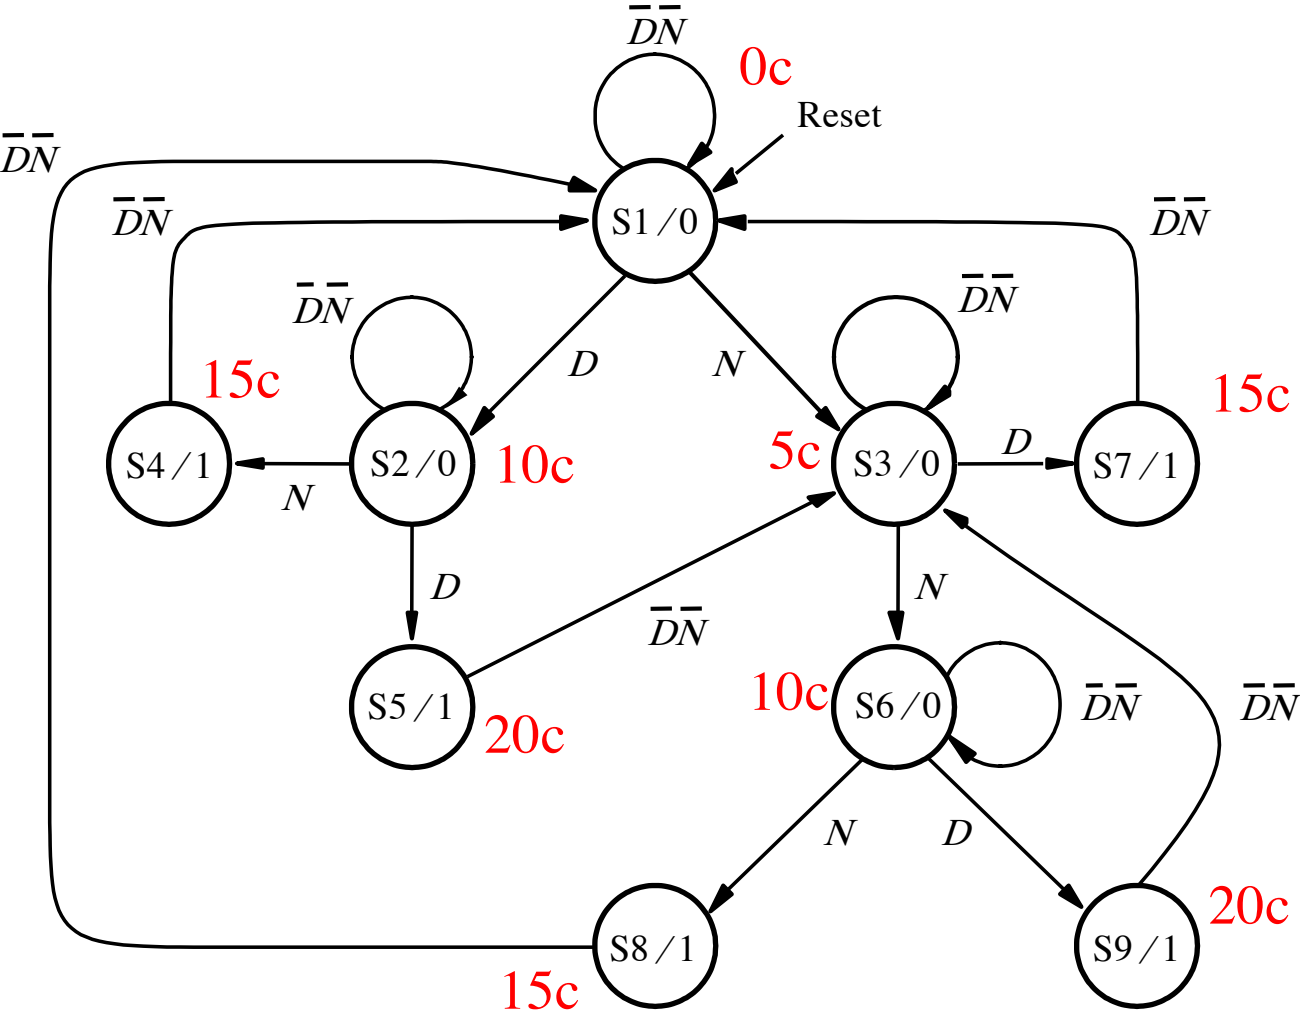 D̅N̅
0c
Reset
D̅N̅
D̅N̅
S1/0
D̅N̅
D̅N̅
D̅N̅
D
N
15c
15c
5c
10c
D
S4/1
S2/0
S3/0
S7/1
N
D
N
D̅N̅
10c
S5/1
20c
S6/0
D̅N̅
D̅N̅
N
D
20c
S8/1
S9/1
15c